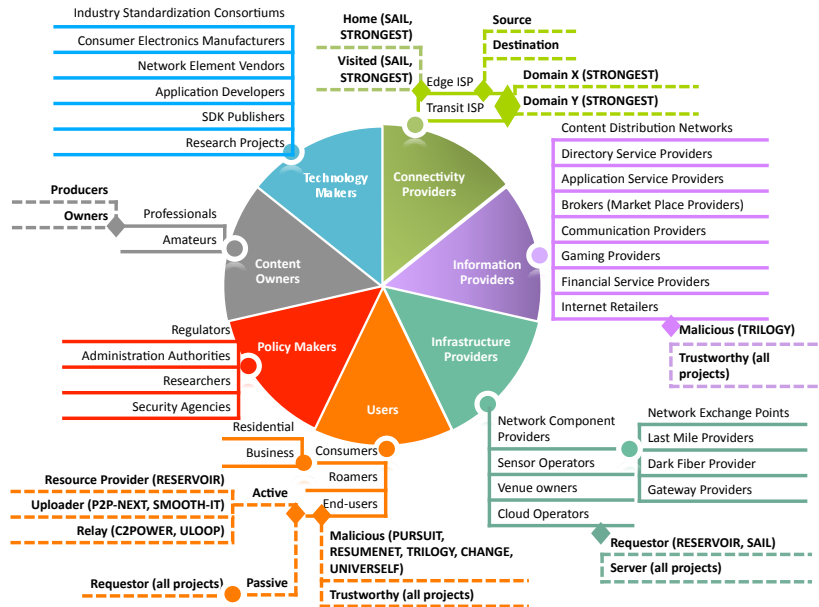 Industry Standardization Consortiums
Consumer Electronics Manufacturers
Network Element Vendors
Application Developers
SDK Publishers
Research Projects
Home (SAIL,
STRONGEST)
Visited (SAIL,
STRONGEST)
Source
Destination
Edge ISP
Transit ISP
Domain X (STRONGEST)
Domain Y (STRONGEST)
Content Distribution Networks
Directory Service Providers
Application Service Providers
Brokers (Market Place Providers)
Communication Providers
Gaming Providers
Financial Service Providers
Internet Retailers
Malicious (TRILOGY)
Trustworthy (all
projects)
Producers
Owners
Professionals
Amateurs
Technology
Makers
Connectivity
Providers
Content
Owners
Information
Providers
Policy Makers
Infrastructure
Providers
Users
Regulators
Administration Authorities
Researchers
Security Agencies
Residential
Business
Consumers
Roamers
End-users
Resource Provider (RESERVOIR)
Uploader (P2P-NEXT, SMOOTH-IT)
Relay (C2POWER, ULOOP)
Active
Requestor (all projects)
Passive
Malicious (PURSUIT,
RESUMENET, TRILOGY, CHANGE,
UNIVERSELF)
Trustworthy (all projects)
Network Component
Providers
Sensor Operators
Venue owners
Cloud Operators
Network Exchange Points
Last Mile Providers
Dark Fiber Provider
Gateway Providers
Requestor (RESERVOIR, SAIL)
Server (all projects)